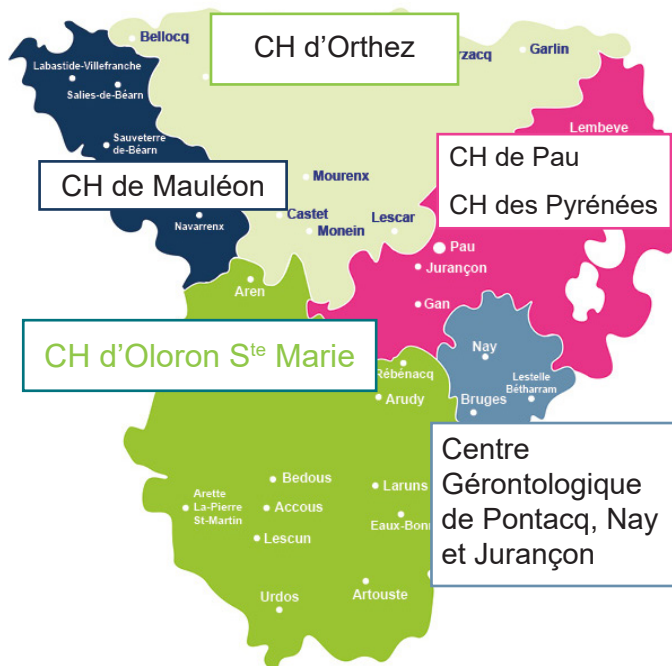 Bellocq
CH d’Orthez
rzacq
Garlin
Labastide-Villefranche
Salies-de-Béarn
Lembeye
Sauveterre
de-Béarn
CH de Pau
CH des Pyrénées
CH de Mauléon
Mourenx
Navarrenx
Castet
Monein
Lescar
Pau
Jurançon
Aren
Gan
CH d’Oloron Sᵗᵉ Marie
Nay
Rébénacq
Lestelle
Bétharram
Arudy
Bruges
Centre
Gérontologique
de Pontacq, Nay
et Jurançon
Bedous
Laruns
Arette
La-Pierre
St-Martin
Accous
Eaux-Bonn
Lescun
Artouste
Urdos